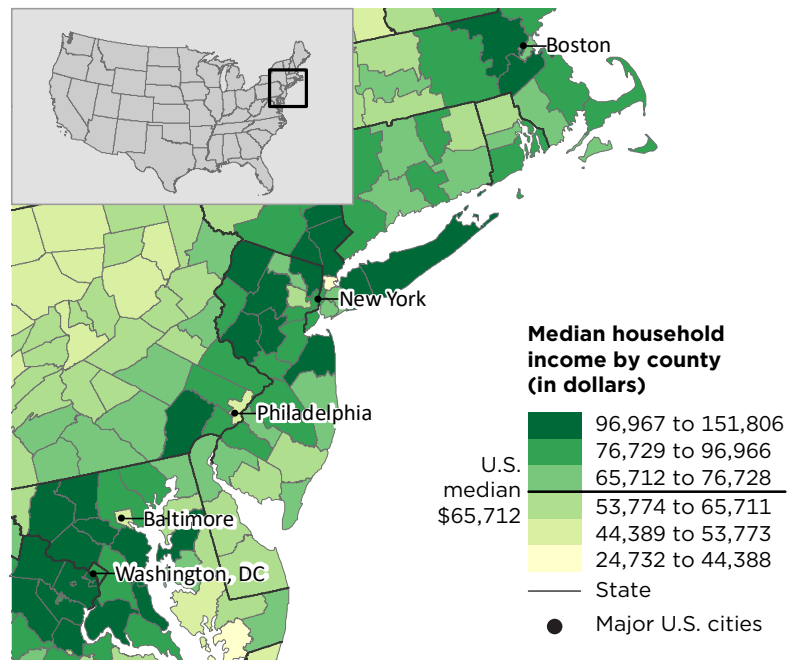 Boston
New York
Philadelphia
Baltimore
Washington, DC
Median household
income by county
(in dollars)
96,967 to 151,806
76,729 to 96,966
65,712 to 76,728
U.S.
median
$65,712
53,774 to 65,711
44,389 to 53,773
24,732 to 44,388
State
Major U.S. cities